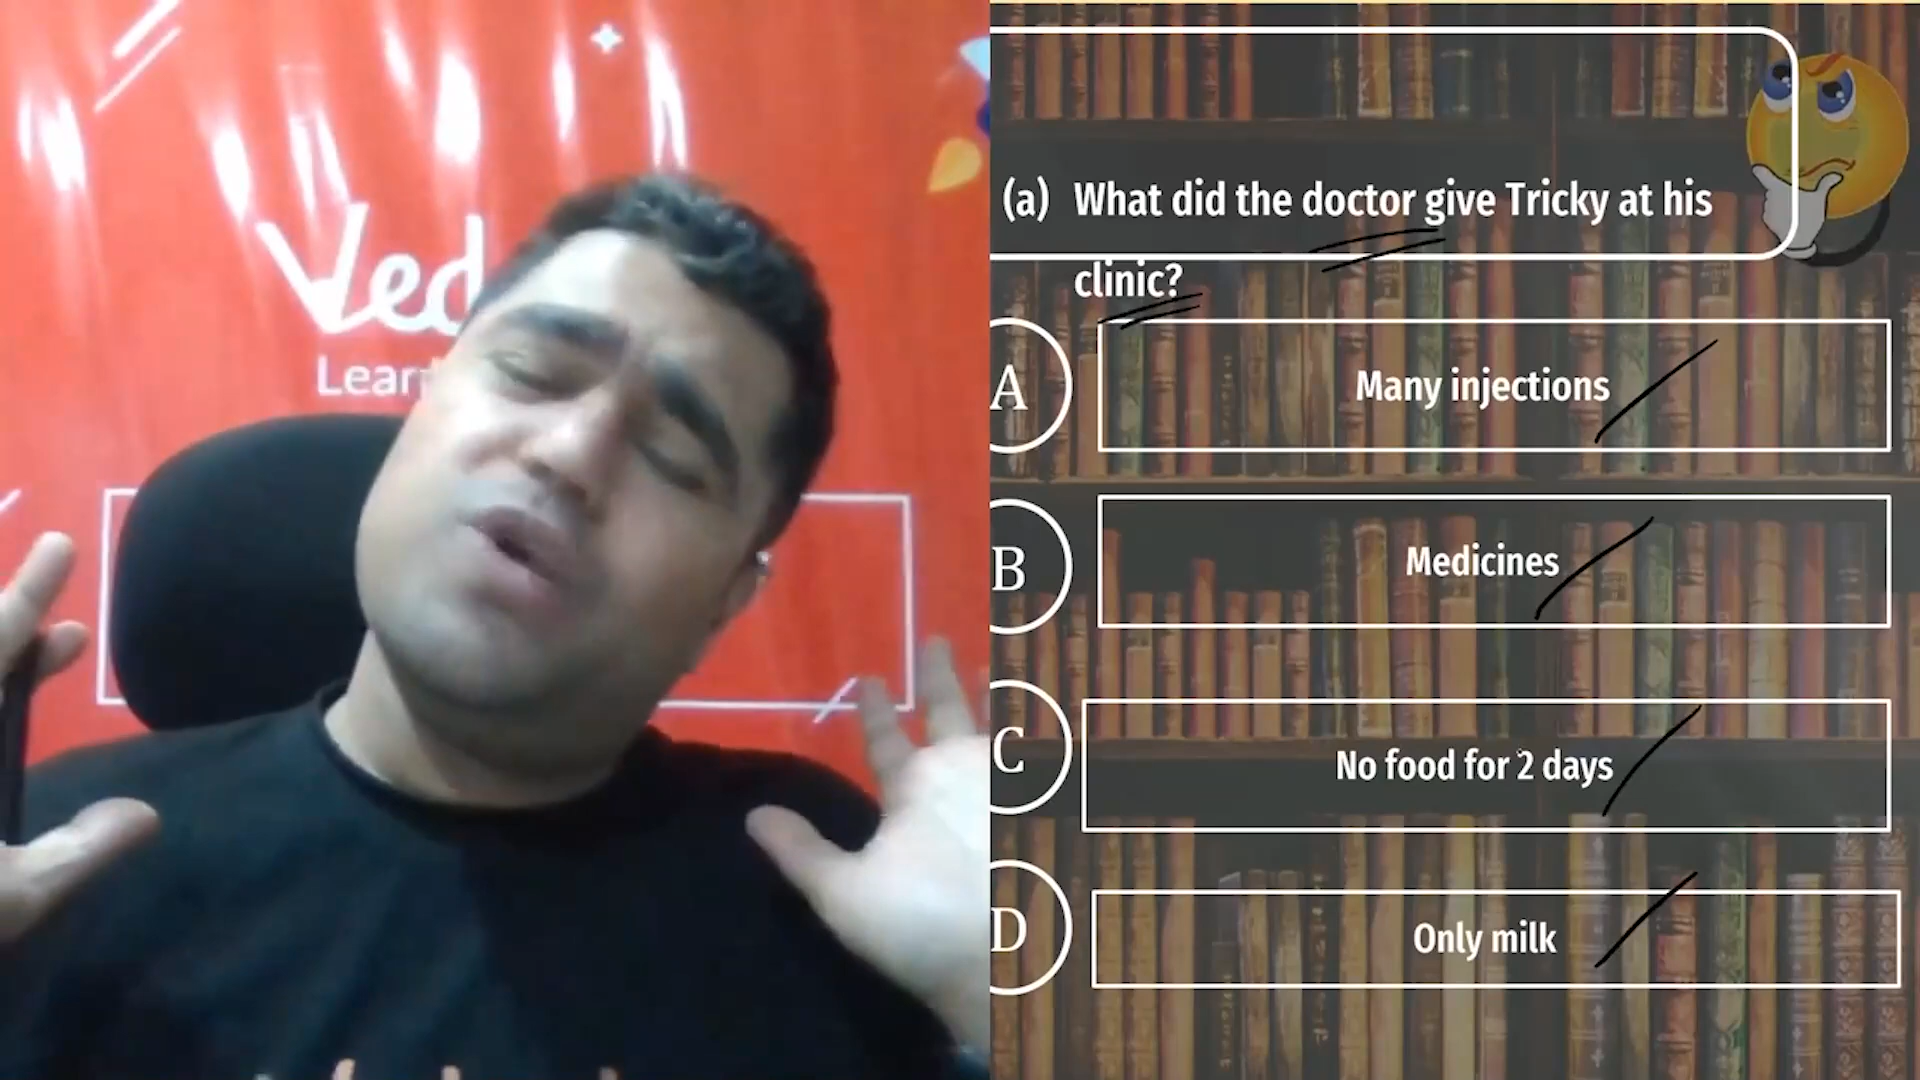 Ved
Lear
(a) What did the doctor give Tricky at his
clinic?
A
Many injections
B
Medicines
C
No food for 2 days
D
Only milk